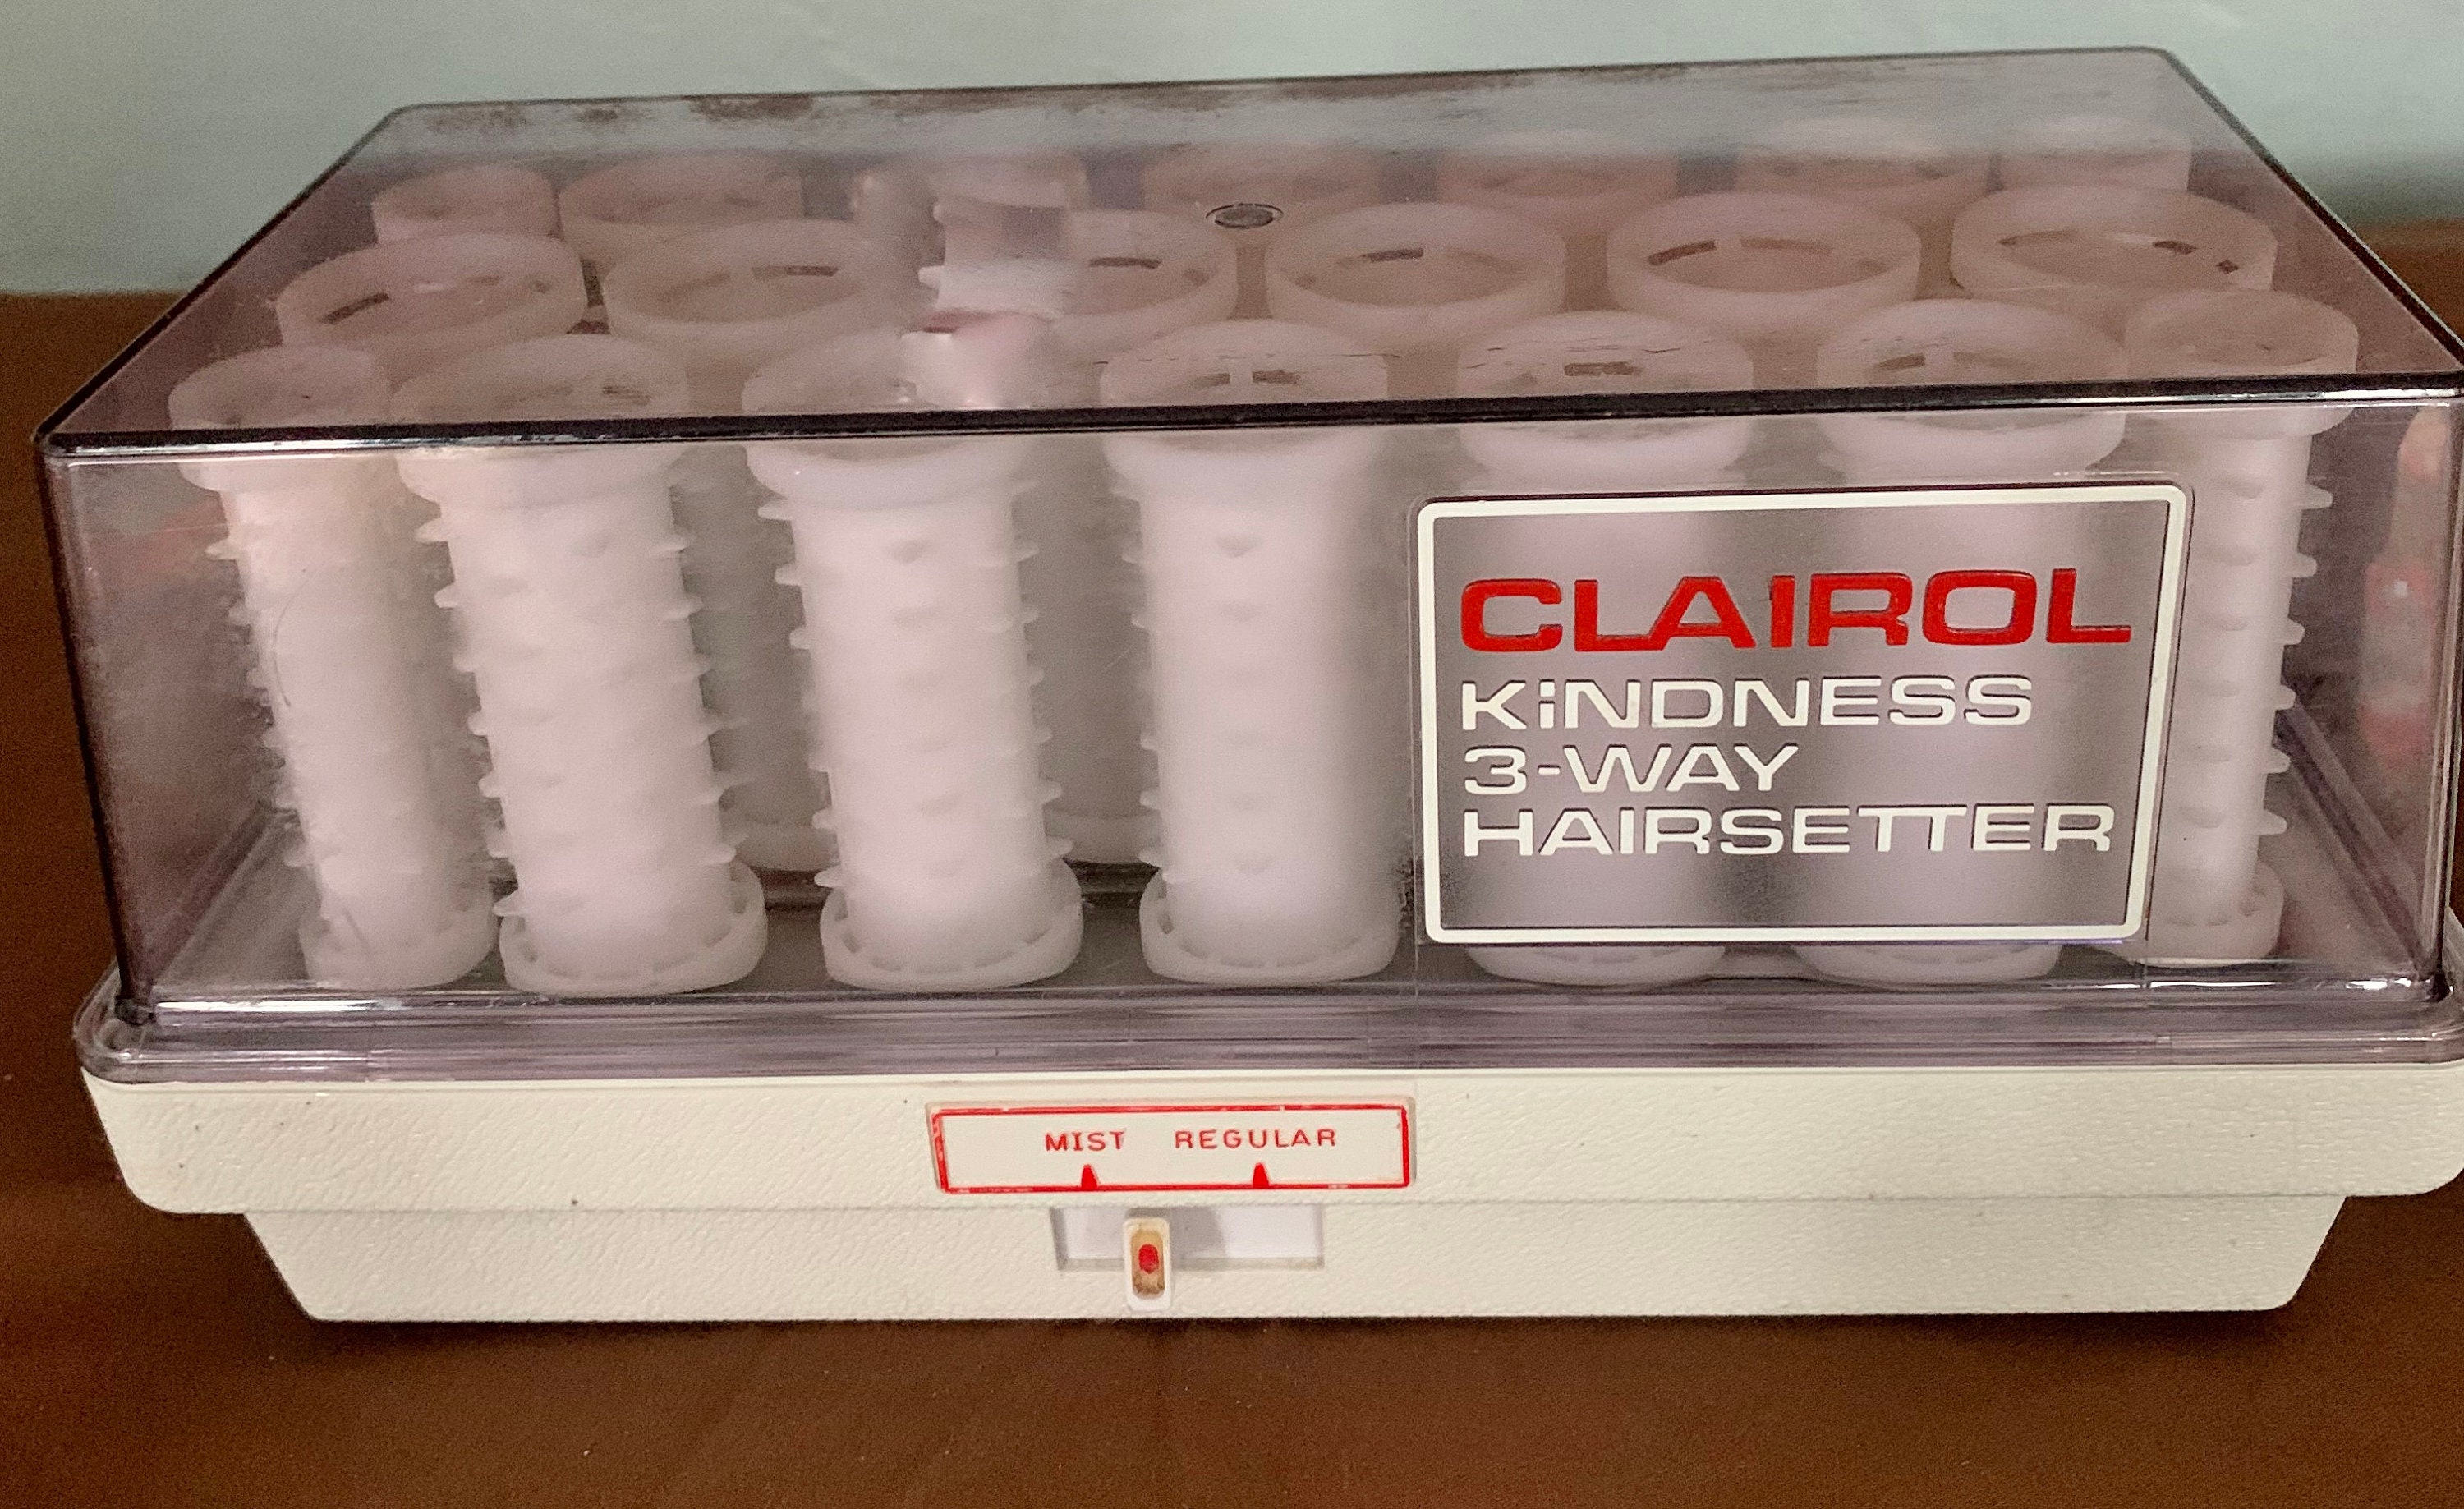 CLAIROL
KiNDNESS
3-WAY
HAIRSETTER
MIST REGULAR